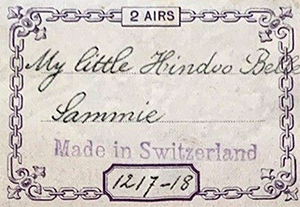 2 AIRS
My little Hindoo Belle
Sammie
Made in Switzerland
1217-18